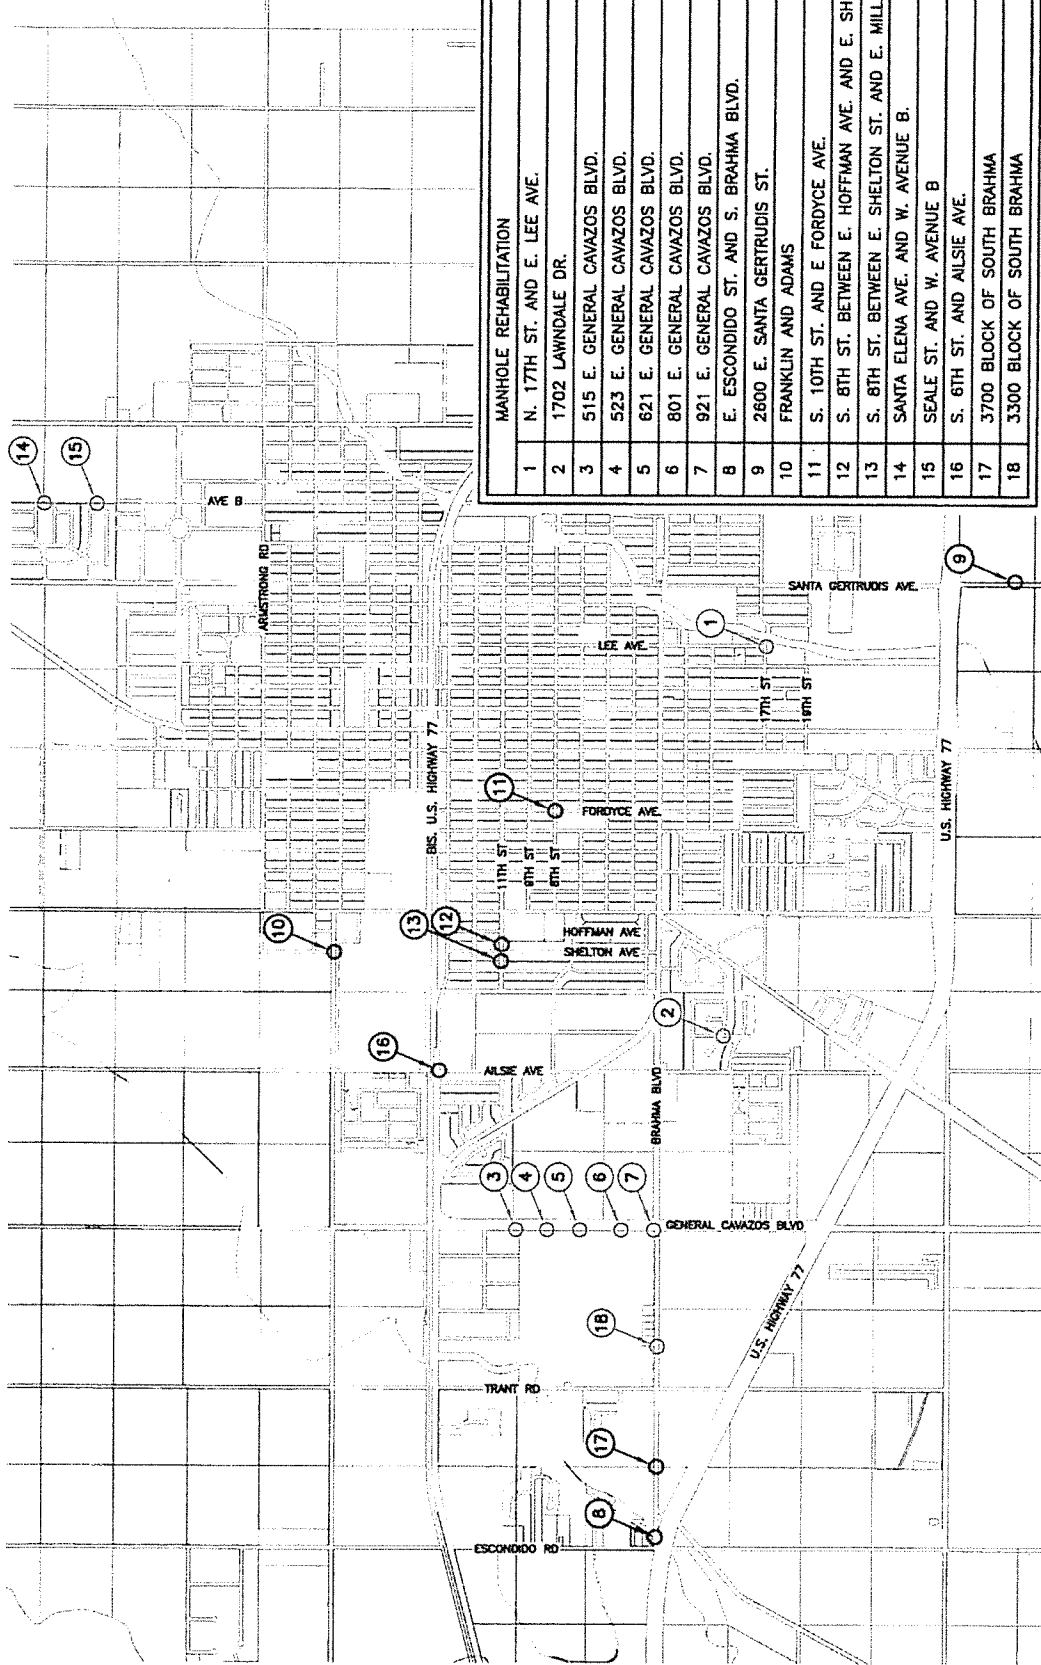 MANHOLE REHABILITATION
1 N. 17TH ST. AND E. LEE AVE.
2 1702 LAWNDALE DR.
3 515 E. GENERAL CAVAZOS BLVD.
4 523 E. GENERAL CAVAZOS BLVD.
5 621 E. GENERAL CAVAZOS BLVD.
6 801 E. GENERAL CAVAZOS BLVD.
7 921 E. GENERAL CAVAZOS BLVD.
8 E. ESCONDIDO ST. AND S. BRAHMA BLVD.
9 2600 E. SANTA GERTRUDIS ST.
10 FRANKLIN AND ADAMS
11 S. 10TH ST. AND E FORDYCE AVE.
12 S. 8TH ST. BETWEEN E. HOFFMAN AVE. AND E. SH
13 S. 8TH ST. BETWEEN E. SHELTON ST. AND E. MILL
14 SANTA ELENA AVE. AND W. AVENUE B.
15 SEALE ST. AND W. AVENUE B
16 S. 6TH ST. AND AILSIE AVE.
17 3700 BLOCK OF SOUTH BRAHMA
18 3300 BLOCK OF SOUTH BRAHMA
14
15
AVE B
ARMSTRONG RD
SANTA GERTRUDIS AVE.
9
1
LEE AVE.
17TH ST
19TH ST
BIS. U.S. HIGHWAY 77
11
FORDYCE AVE.
U.S. HIGHWAY 77
11TH ST
9TH ST
8TH ST
10
13
12
HOFFMAN AVE
SHELTON AVE
2
16
AILSIE AVE
BRAHMA BLVD
3
4
5
6
7
GENERAL CAVAZOS BLVD
18
U.S. HIGHWAY 77
TRANT RD
17
8
ESCONDIDO RD